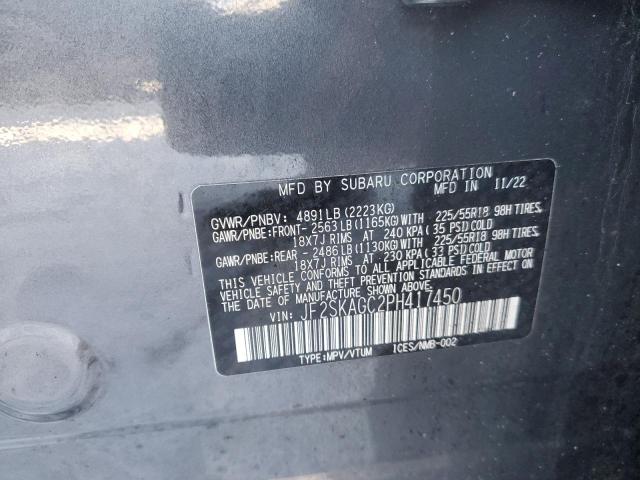 MFD BY SUBARU CORPORATION
MFD.IN 11/22
GVWR/PNBV: 4891LB(2223KG)
GAWR/PNBE:FRONT- 2563LB(1165KG)WITH 225/55R18 98H TIRES.
18X7J RIMS AT 240 KPA(35 PSI)COLD
GAWR/PNBE:REAR - 2486LB(1130KG)WITH 225/55R18 98H TIRES.
18X7J RIMS AT 230 KPA(33 PSI)COLD
THIS VEHICLE CONFORMS TO ALL APPLICABLE FEDERAL MOTOR
VEHICLE SAFETY AND THEFT PREVENTION STANDARDS IN EFFECT ON
THE DATE OF MANUFACTURE SHOWN ABOVE.
VIN: JF2SKAGC2PH417450
TYPE:MPV/VTUM ICES/NMB-002